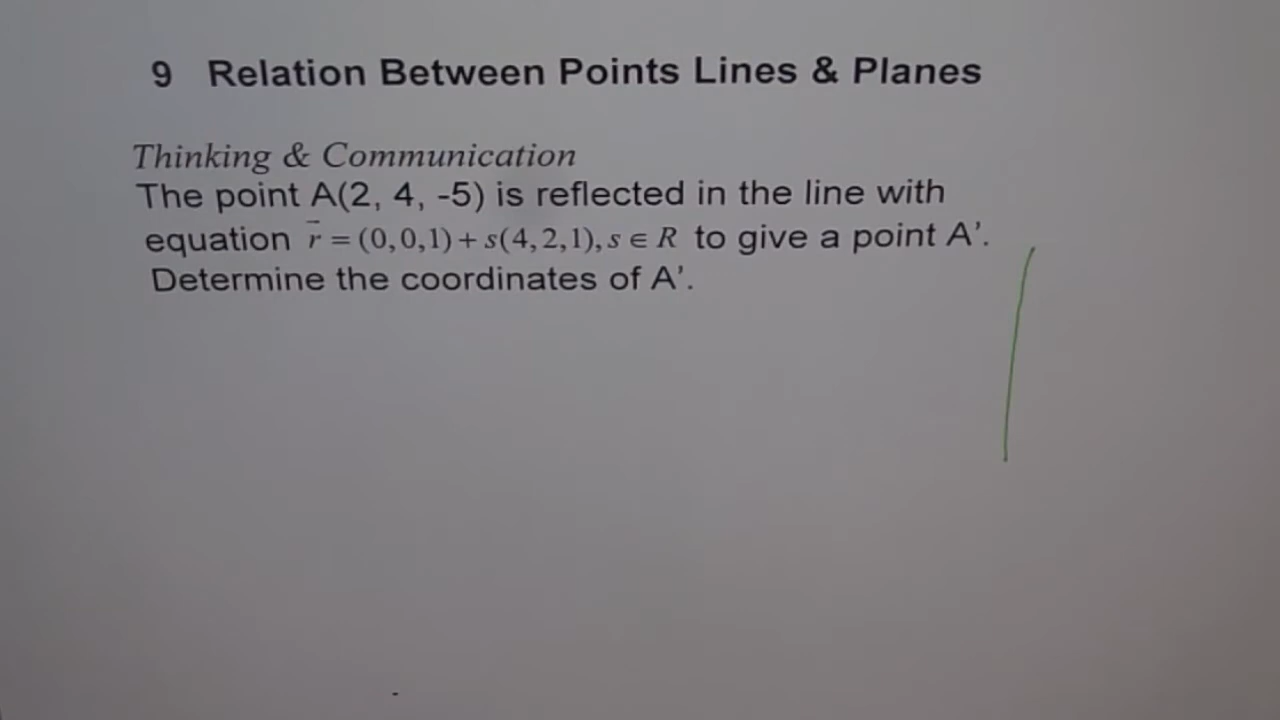 9 Relation Between Points Lines & Planes
Thinking & Communication
The point A(2, 4, -5) is reflected in the line with
equation r̄ = (0,0,1) + s(4,2,1), s ∈ R to give a point A'.
Determine the coordinates of A'.